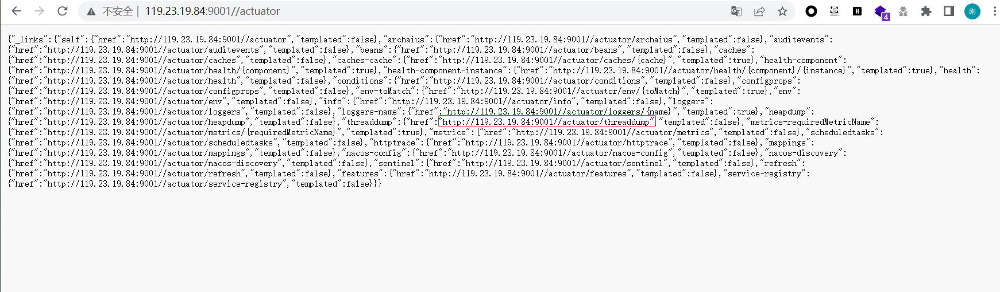 不安全 | 119.23.19.84:9001//actuator
4
刚
{"_links":{"self":{"href":"http://119.23.19.84:9001//actuator","templated":false},"archaius":{"href":"http://119.23.19.84:9001//actuator/archaius","templated":false},"auditevents":
{"href":"http://119.23.19.84:9001//actuator/auditevents","templated":false},"beans":{"href":"http://119.23.19.84:9001//actuator/beans","templated":false},"caches":
{"href":"http://119.23.19.84:9001//actuator/caches","templated":false},"caches-cache":{"href":"http://119.23.19.84:9001//actuator/caches/{cache}","templated":true},"health-component":
{"href":"http://119.23.19.84:9001//actuator/health/{component}","templated":true},"health-component-instance":{"href":"http://119.23.19.84:9001//actuator/health/{component}/{instance}","templated":true},"health":
{"href":"http://119.23.19.84:9001//actuator/health","templated":false},"conditions":{"href":"http://119.23.19.84:9001//actuator/conditions","templated":false},"configprops":
{"href":"http://119.23.19.84:9001//actuator/configprops","templated":false},"env-toMatch":{"href":"http://119.23.19.84:9001//actuator/env/{toMatch}","templated":true},"env":
{"href":"http://119.23.19.84:9001//actuator/env","templated":false},"info":{"href":"http://119.23.19.84:9001//actuator/info","templated":false},"loggers":
{"href":"http://119.23.19.84:9001//actuator/loggers","templated":false},"loggers-name":{"href":"http://119.23.19.84:9001//actuator/loggers/{name}","templated":true},"heapdump":
{"href":"http://119.23.19.84:9001//actuator/heapdump","templated":false},"threaddump":{"href":"http://119.23.19.84:9001//actuator/threaddump","templated":false},"metrics-requiredMetricName":
{"href":"http://119.23.19.84:9001//actuator/metrics/{requiredMetricName}","templated":true},"metrics":{"href":"http://119.23.19.84:9001//actuator/metrics","templated":false},"scheduledtasks":
{"href":"http://119.23.19.84:9001//actuator/scheduledtasks","templated":false},"httptrace":{"href":"http://119.23.19.84:9001//actuator/httptrace","templated":false},"mappings":
{"href":"http://119.23.19.84:9001//actuator/mappings","templated":false},"nacos-config":{"href":"http://119.23.19.84:9001//actuator/nacos-config","templated":false},"nacos-discovery":
{"href":"http://119.23.19.84:9001//actuator/nacos-discovery","templated":false},"sentinel":{"href":"http://119.23.19.84:9001//actuator/sentinel","templated":false},"refresh":
{"href":"http://119.23.19.84:9001//actuator/refresh","templated":false},"features":{"href":"http://119.23.19.84:9001//actuator/features","templated":false},"service-registry":
{"href":"http://119.23.19.84:9001//actuator/service-registry","templated":false}}}